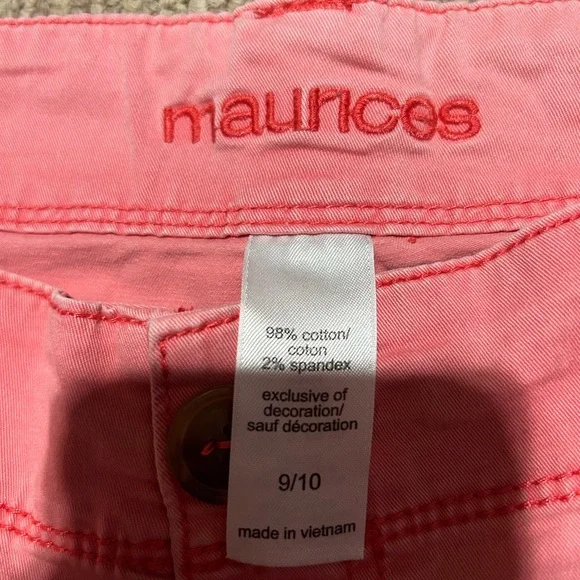 maurices
98% cotton/
coton
2% spandex
exclusive of
decoration/
sauf décoration
9/10
made in vietnam